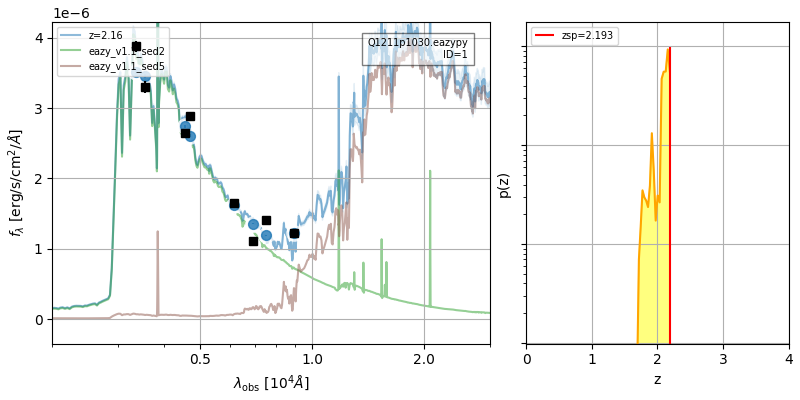 1e−6
z=2.16
eazy_v1.1_sed2
eazy_v1.1_sed5
Q1211p1030.eazypy
ID=1
4
3
2
1
0
f_λ [erg/s/cm²/Å]
0.5 1.0 2.0
λ_obs [10⁴Å]
zsp=2.193
p(z)
0 1 2 3 4
z